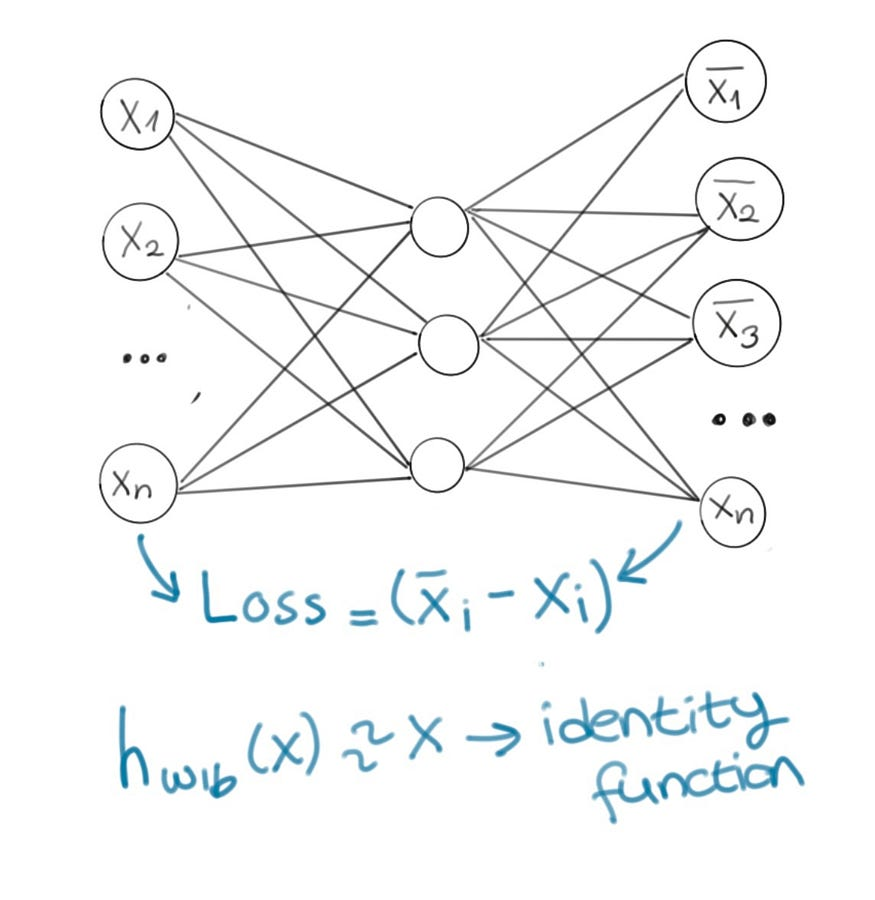 X1
X2
...
xn
x̄1
x̄2
x̄3
...
xn
Loss = (x̄i - xi)
hw,b (x) ≈ x → identity
function